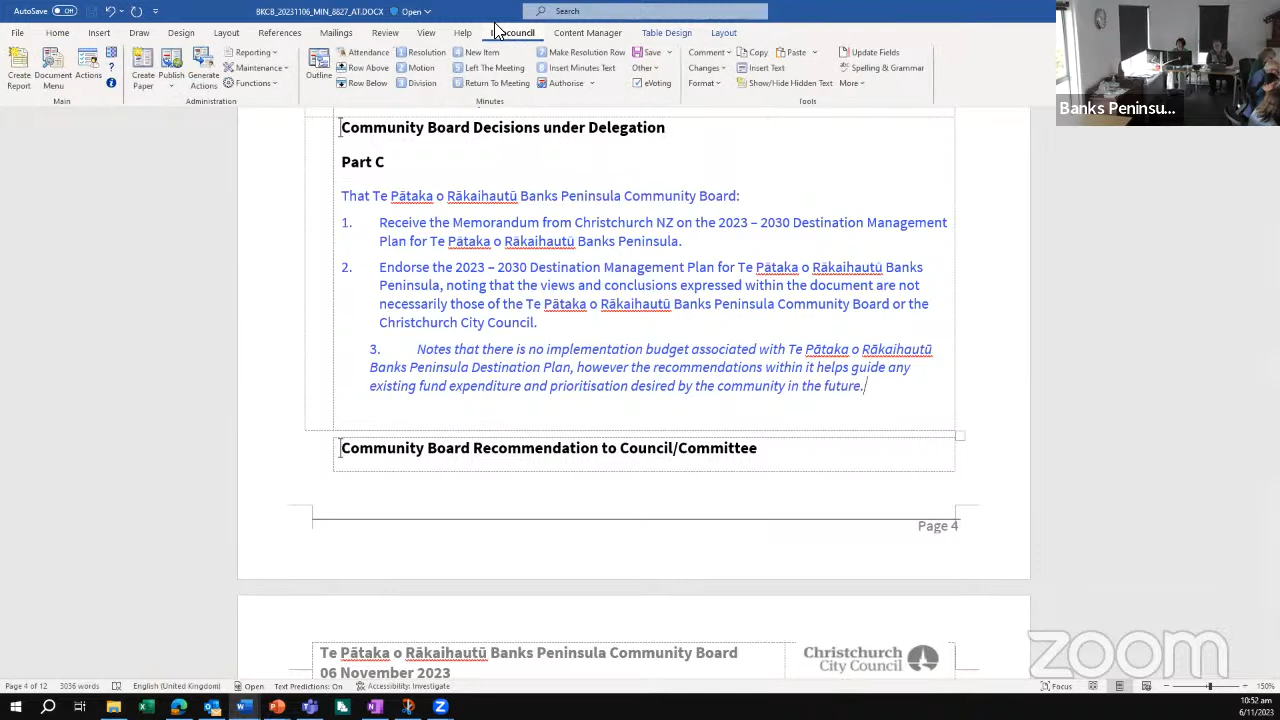 AutoSave Off BKCB_20231106_MIN_8827_AT.DOCX Open Search
File Home Insert Draw Design Layout References Mailings Review View Help Infocouncil Content Manager Table Design Layout
Create Report Document Menu Actions
Main
Create Paper Publish Generate Actions
Reporting
Maintenance
Functions
Administration
Outline
Attendance Resolution New Item Make Resolution Row Save
Row Above Motion Left The Meeting Insert Minutes Text Other
Row Below Division Return To Meeting Authorise eVoting
Minutes
Comment Copy Paste Update Fields
Changes Insert Text Spelling & Grammar
Format Show/Hide Hidden Text More
Tools
Banks Peninsu...
Community Board Decisions under Delegation
Part C
That Te Pātaka o Rākaihautū Banks Peninsula Community Board:
1. Receive the Memorandum from Christchurch NZ on the 2023 – 2030 Destination Management
Plan for Te Pātaka o Rākaihautū Banks Peninsula.
2. Endorse the 2023 – 2030 Destination Management Plan for Te Pātaka o Rākaihautū Banks
Peninsula, noting that the views and conclusions expressed within the document are not
necessarily those of the Te Pātaka o Rākaihautū Banks Peninsula Community Board or the
Christchurch City Council.
3. Notes that there is no implementation budget associated with Te Pātaka o Rākaihautū
Banks Peninsula Destination Plan, however the recommendations within it helps guide any
existing fund expenditure and prioritisation desired by the community in the future.
Community Board Recommendation to Council/Committee
Page 4
Te Pātaka o Rākaihautū Banks Peninsula Community Board
06 November 2023
Christchurch
City Council
zoom
Page 4 of 12 3036 words English (United Kingdom) Open Text Predictions: On Accessibility: Investigate Focus 150%
10:52 am
6/11/2023